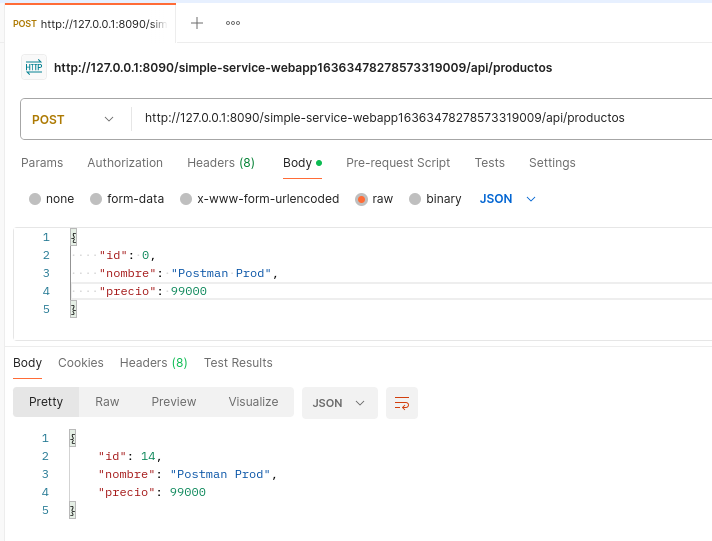 POST http://127.0.0.1:8090/sim
HTTP http://127.0.0.1:8090/simple-service-webapp16363478278573319009/api/productos
POST http://127.0.0.1:8090/simple-service-webapp16363478278573319009/api/productos
Params Authorization Headers (8) Body Pre-request Script Tests Settings
none form-data x-www-form-urlencoded raw binary JSON
1 {
2 "id": 0,
3 "nombre": "Postman Prod",
4 "precio": 99000
5 }
Body Cookies Headers (8) Test Results
Pretty Raw Preview Visualize JSON
1 {
2 "id": 14,
3 "nombre": "Postman Prod",
4 "precio": 99000
5 }